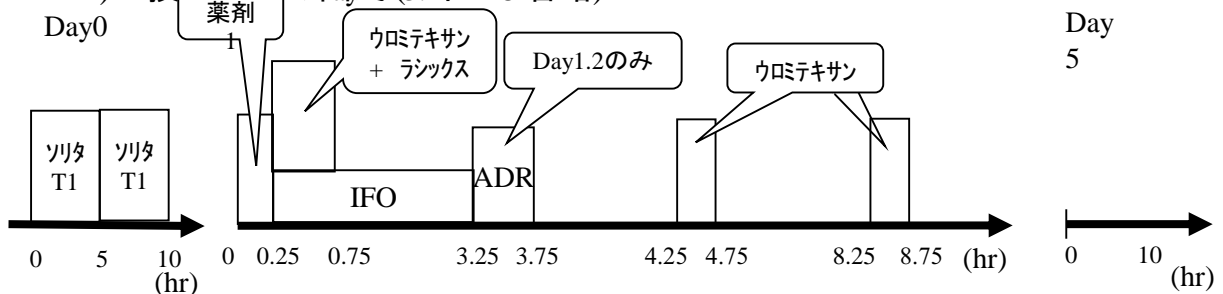 Day0
薬剤
1
ウロミテキサン
+ ラシックス
Day1.2のみ
ウロミテキサン
Day
5
ソリタ
T1
ソリタ
T1
IFO
ADR
0 5 10
(hr)
0 0.25 0.75 3.25 3.75 4.25 4.75 8.25 8.75 (hr)
0 10
(hr)